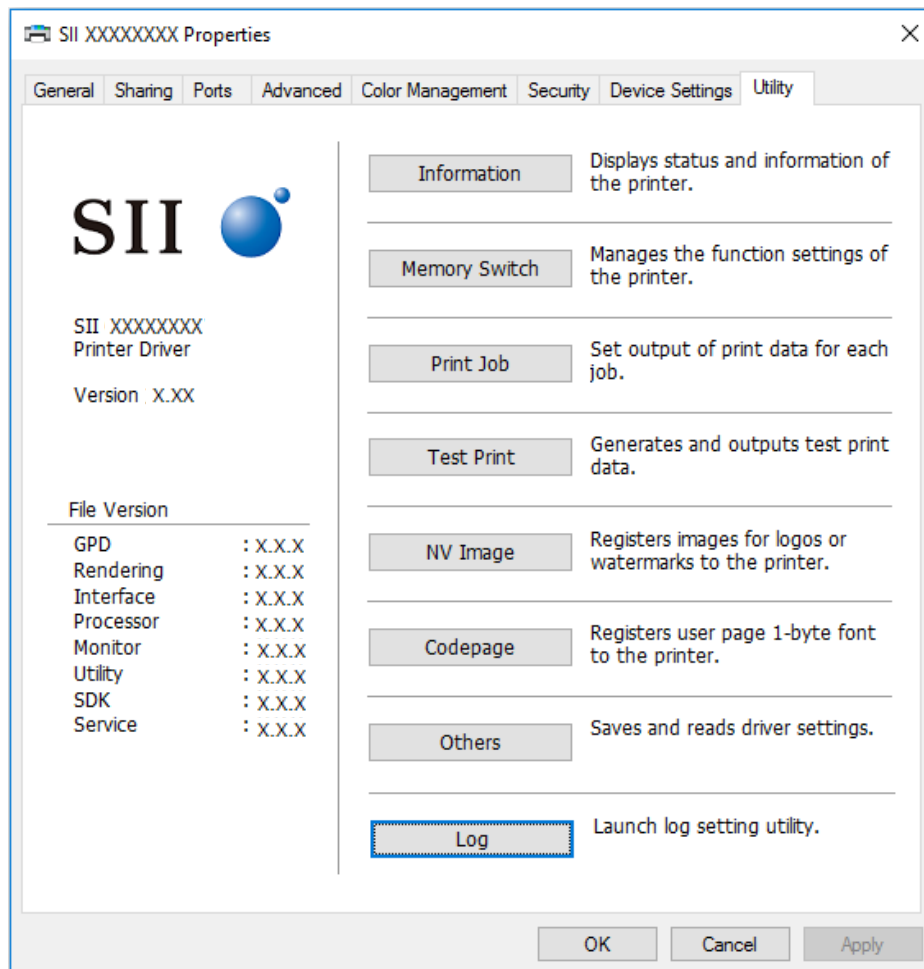 SII XXXXXXXX Properties
General Sharing Ports Advanced Color Management Security Device Settings Utility
SII
SII XXXXXXXX
Printer Driver
Version X.XX
File Version
GPD : X.X.X
Rendering : X.X.X
Interface : X.X.X
Processor : X.X.X
Monitor : X.X.X
Utility : X.X.X
SDK : X.X.X
Service : X.X.X
Information
Displays status and information of
the printer.
Memory Switch
Manages the function settings of
the printer.
Print Job
Set output of print data for each
job.
Test Print
Generates and outputs test print
data.
NV Image
Registers images for logos or
watermarks to the printer.
Codepage
Registers user page 1-byte font
to the printer.
Others
Saves and reads driver settings.
Log
Launch log setting utility.
OK Cancel Apply